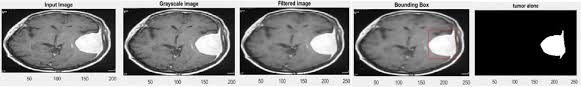 Input image
Grayscale image
Filtered image
Bounding Box
tumor alone
50 100 150 200
50 100 150 200
50 100 150 200 250
50 100 150 200 250
50 100 150 200 250